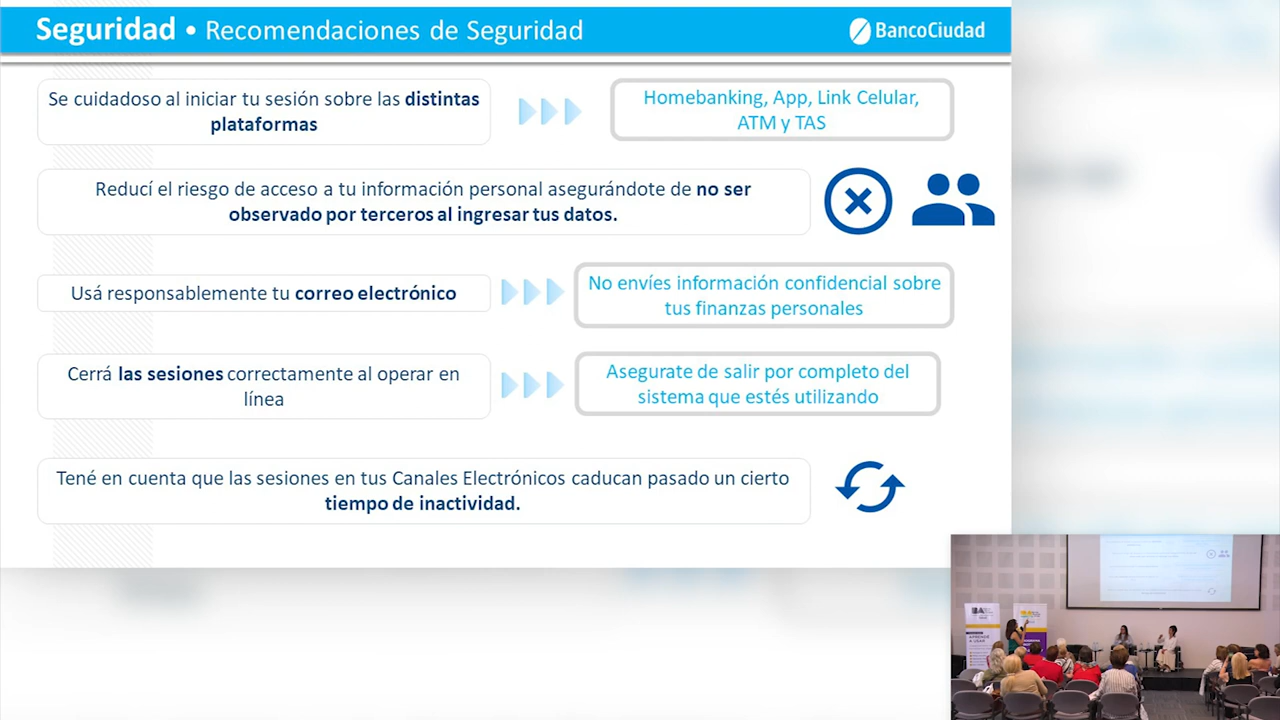 Seguridad • Recomendaciones de Seguridad
BancoCiudad
Se cuidadoso al iniciar tu sesión sobre las distintas
plataformas
Homebanking, App, Link Celular,
ATM y TAS
Reducí el riesgo de acceso a tu información personal asegurándote de no ser
observado por terceros al ingresar tus datos.
Usá responsablemente tu correo electrónico
No envíes información confidencial sobre
tus finanzas personales
Cerrá las sesiones correctamente al operar en
línea
Asegurate de salir por completo del
sistema que estés utilizando
Tené en cuenta que las sesiones en tus Canales Electrónicos caducan pasado un cierto
tiempo de inactividad.
BA
APRENDE
A USAR